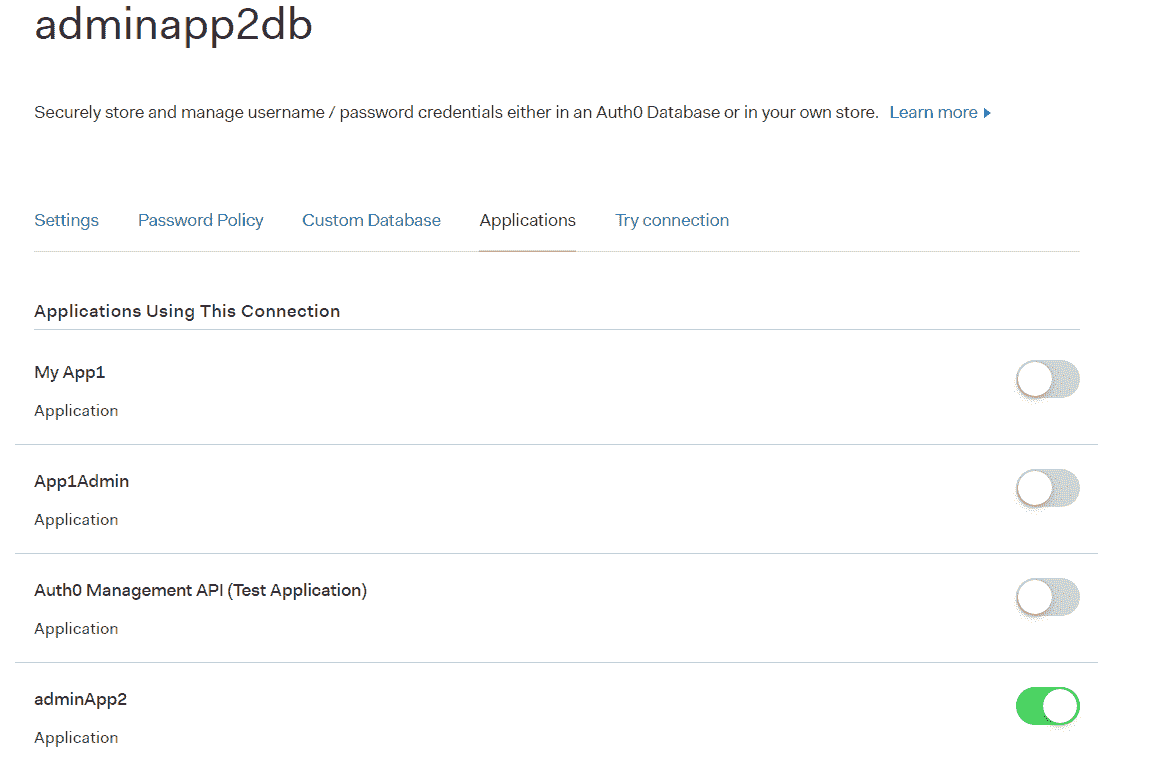 adminapp2db
Securely store and manage username / password credentials either in an Auth0 Database or in your own store. Learn more
Settings Password Policy Custom Database Applications Try connection
Applications Using This Connection
My App1
Application
App1Admin
Application
Auth0 Management API (Test Application)
Application
adminApp2
Application